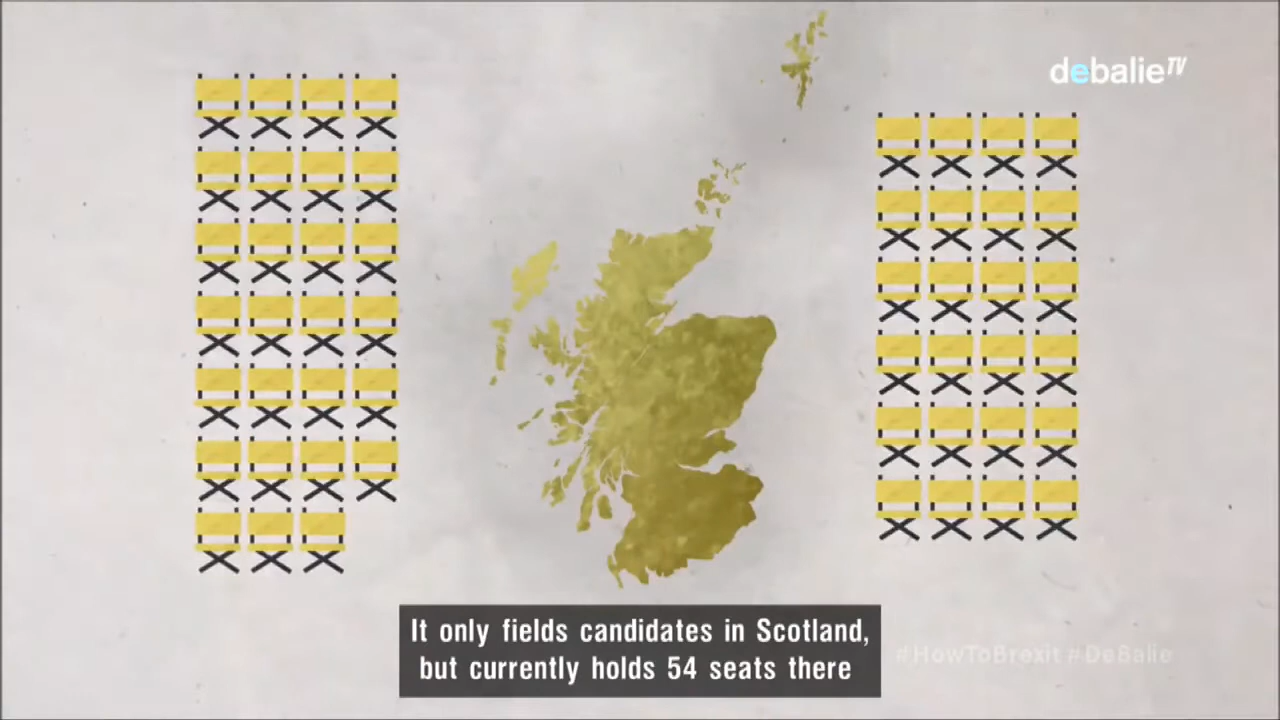 debalieTV
It only fields candidates in Scotland,
but currently holds 54 seats there
#HowToBrexit #DeBalie